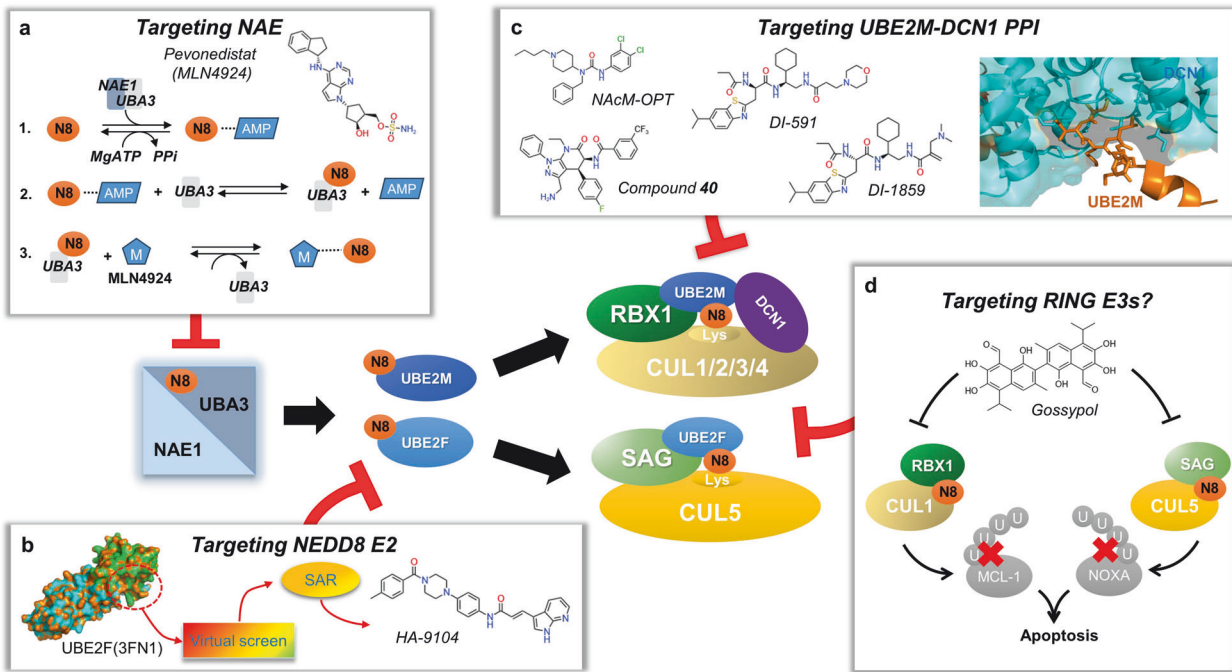 a
Targeting NAE
Pevonedistat
(MLN4924)
NAE1
UBA3
1.
N8
N8
AMP
MgATP
PPi
2.
N8
AMP
+
UBA3
N8
UBA3
+
AMP
3.
N8
UBA3
+
M
MLN4924
UBA3
M
N8
HN
N
N
N
OH
O
O
S
NH2
O
c
Targeting UBE2M-DCN1 PPI
NAcM-OPT
DI-591
Compound 40
DI-1859
DCN1
UBE2M
N8
UBA3
NAE1
N8
UBE2M
N8
UBE2F
RBX1
UBE2M
DCN1
N8
Lys
CUL1/2/3/4
SAG
UBE2F
N8
Lys
CUL5
b
Targeting NEDD8 E2
UBE2F(3FN1)
Virtual screen
SAR
HA-9104
d
Targeting RING E3s?
Gossypol
RBX1
N8
CUL1
SAG
N8
CUL5
U
U
U
U
MCL-1
U
U
U
U
NOXA
Apoptosis